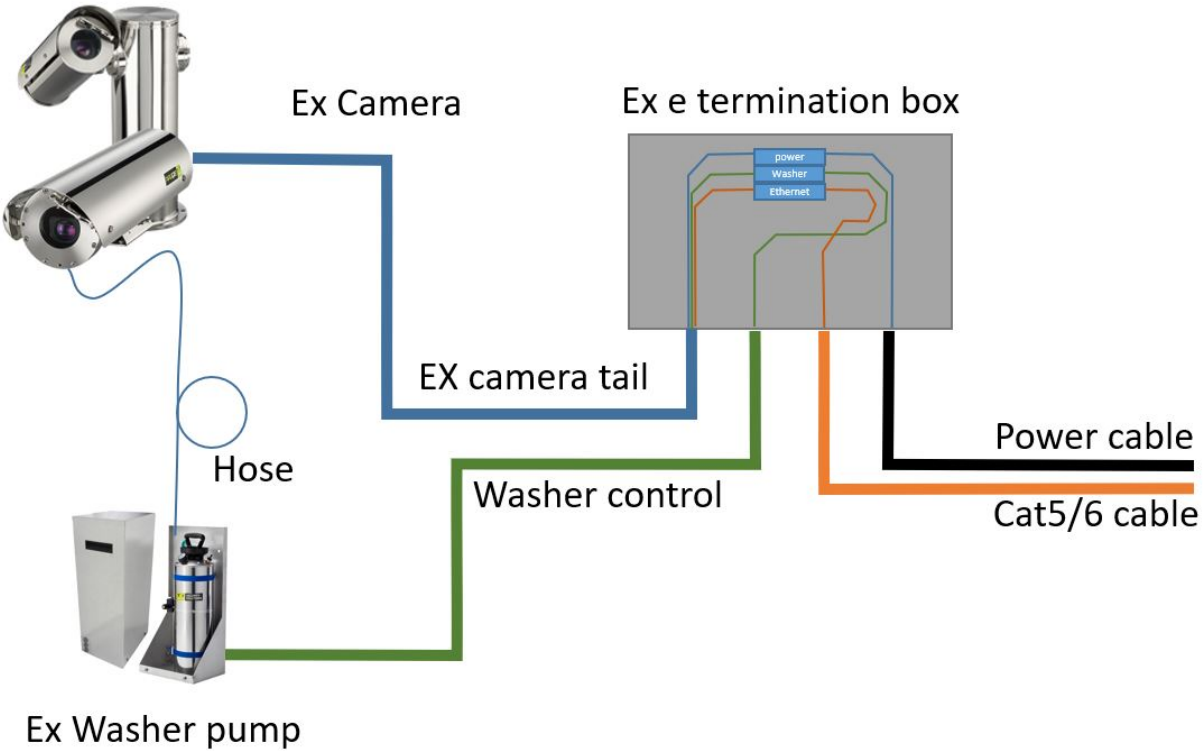 Ex Camera
Ex e termination box
power
Washer
Ethernet
EX camera tail
Hose
Washer control
Power cable
Cat5/6 cable
Ex Washer pump